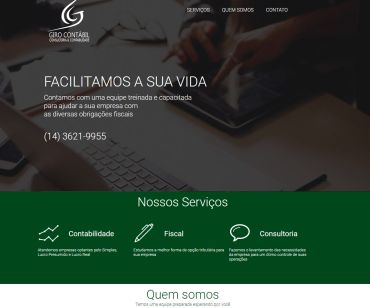 GIRO CONTÁBIL
CONSULTORIA & CONTABILIDADE
SERVIÇOS QUEM SOMOS CONTATO
FACILITAMOS A SUA VIDA
Contamos com uma equipe treinada e capacitada
para ajudar a sua empresa com
as diversas obrigações fiscais
(14) 3621-9955
Nossos Serviços
Contabilidade Fiscal Consultoria
Atendemos empresas optantes pelo Simples,
Lucro Presumido e Lucro Real
Estudamos a melhor forma de opção tributária para sua
empresa
Fazemos o levantamento das necessidades
da empresa para um ótimo controle de suas
operações
Quem somos
Temos uma equipe preparada esperando por você